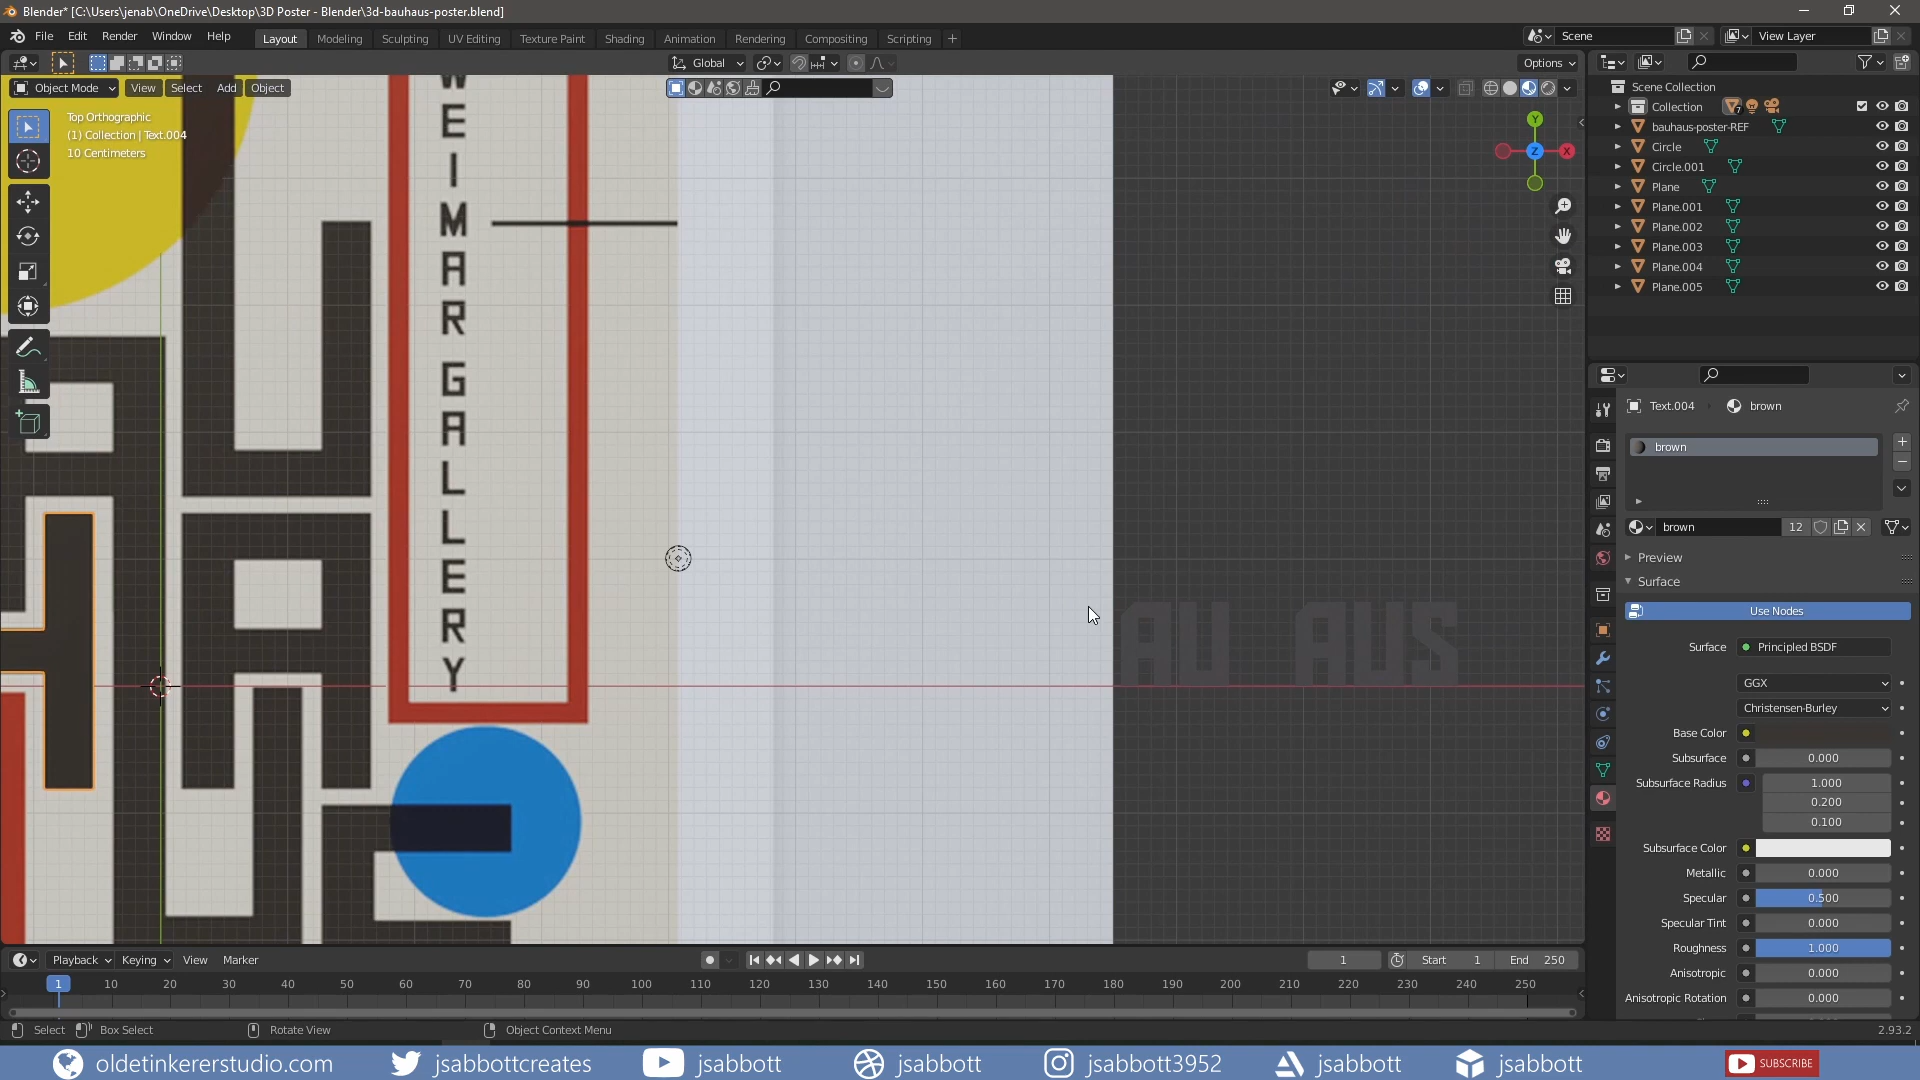 Blender* [C:\Users\jenab\OneDrive\Desktop\3D Poster - Blender\3d-bauhaus-poster.blend]
File Edit Render Window Help Layout Modeling Sculpting UV Editing Texture Paint Shading Animation Rendering Compositing Scripting + Scene View Layer
Global Options
Object Mode View Select Add Object
Top Orthographic
(1) Collection | Text.004
10 Centimeters
Y
Z
X
WEIMAR GALLERY
AU AUS
Scene Collection
Collection 7
bauhaus-poster-REF
Circle
Circle.001
Plane
Plane.001
Plane.002
Plane.003
Plane.004
Plane.005
Text.004 brown
brown
brown 12
Preview
Surface
Use Nodes
Surface Principled BSDF
GGX
Christensen-Burley
Base Color
Subsurface 0.000
Subsurface Radius 1.000
0.200
0.100
Subsurface Color
Metallic 0.000
Specular 0.500
Specular Tint 0.000
Roughness 1.000
Anisotropic 0.000
Anisotropic Rotation 0.000
Playback Keying View Marker 1 Start 1 End 250
1 10 20 30 40 50 60 70 80 90 100 110 120 130 140 150 160 170 180 190 200 210 220 230 240 250
Select Box Select Rotate View Object Context Menu 2.93.2
oldetinkererstudio.com jsabbottcreates jsabbott jsabbott jsabbott3952 jsabbott jsabbott SUBSCRIBE